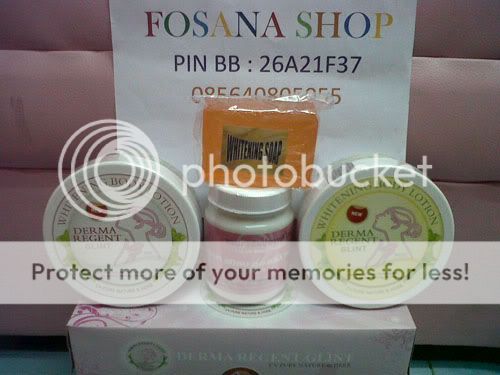 FOSANA SHOP
PIN BB : 26A21F37
WHITENING SOAP
photobucket
WHITENING BODY LOTION
NEW
DERMA
REGENT
GLINT
WHITENING BODY LOTION
NEW
DERMA
REGENT
GLINT
Protect more of your memories for less!
DERMA REGENT GLINT